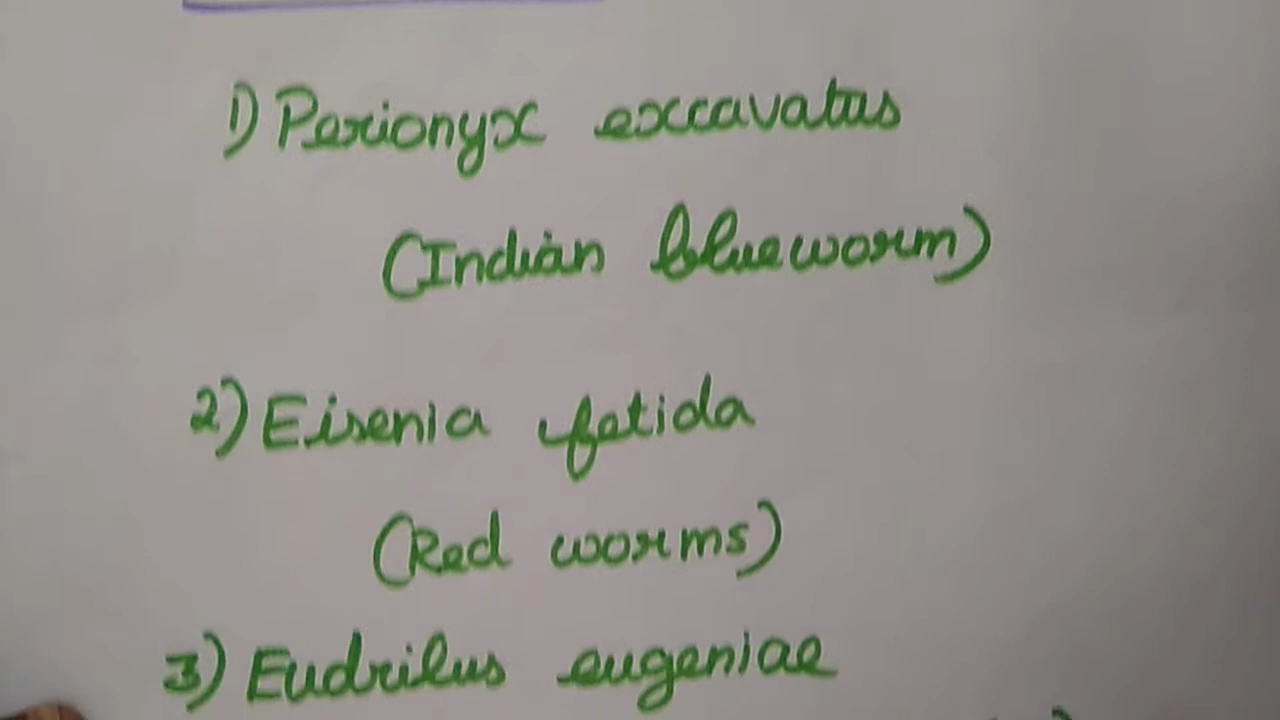 1) Perionyx excavatus
(Indian blueworm)
2) Eisenia fetida
(Red worms)
3) Eudrilus eugeniae